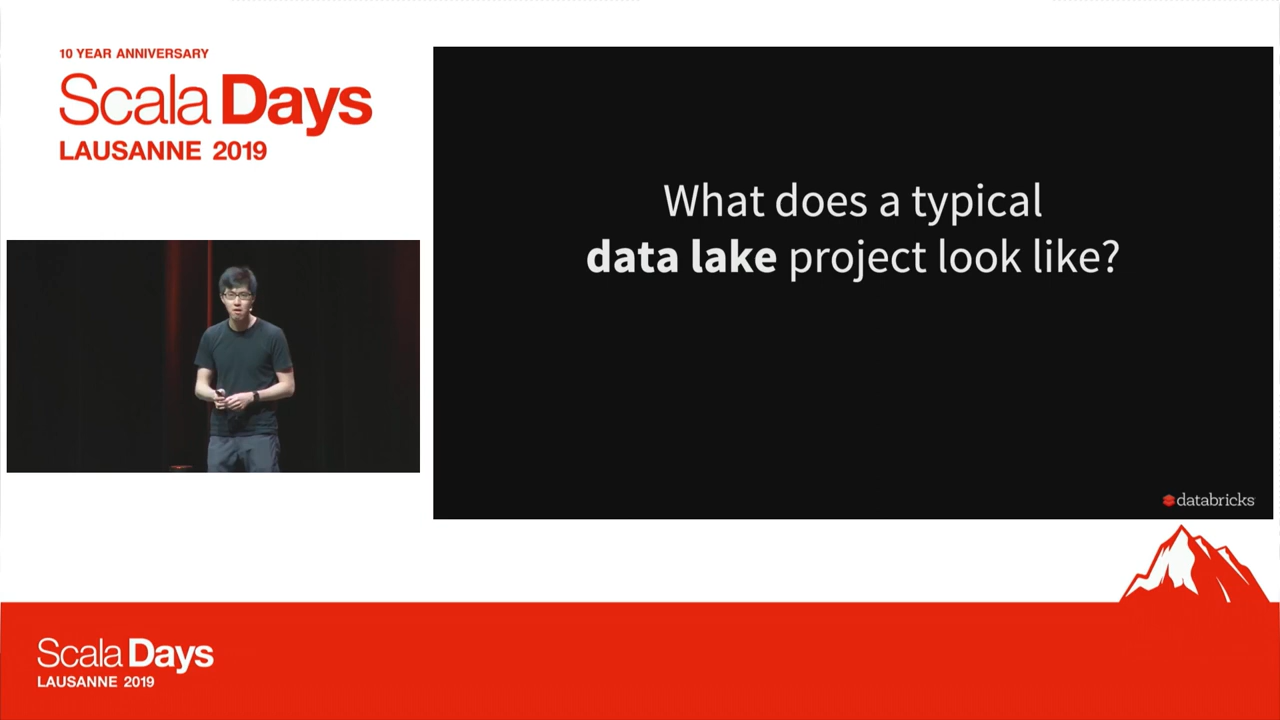 10 YEAR ANNIVERSARY
Scala Days
LAUSANNE 2019
What does a typical
data lake project look like?
databricks
Scala Days
LAUSANNE 2019